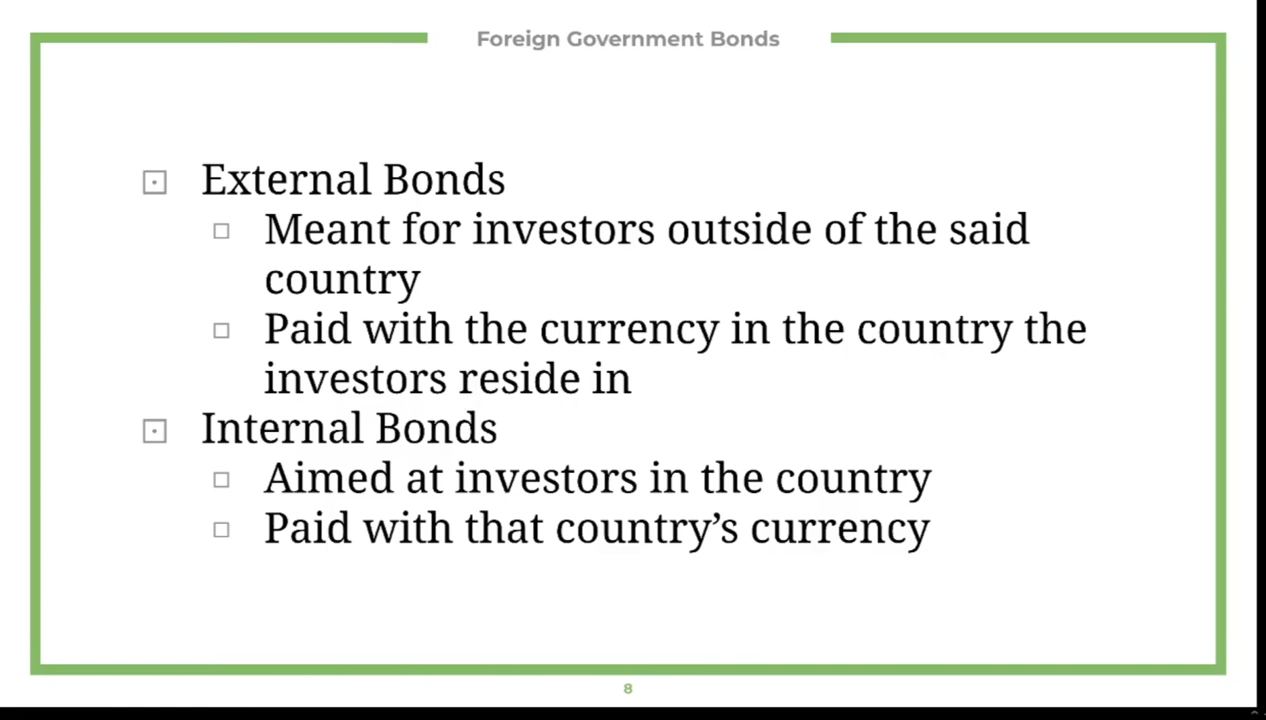 Foreign Government Bonds
External Bonds
Meant for investors outside of the said
country
Paid with the currency in the country the
investors reside in
Internal Bonds
Aimed at investors in the country
Paid with that country’s currency
8